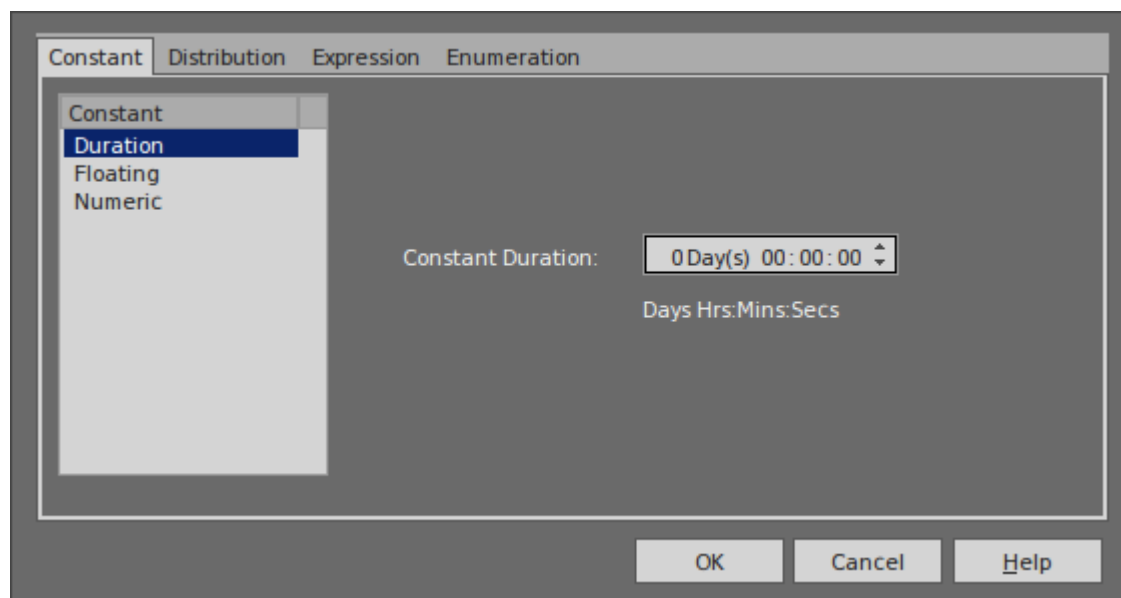 Constant Distribution Expression Enumeration
Constant
Duration
Floating
Numeric
Constant Duration: 0 Day(s) 00:00:00
Days Hrs:Mins:Secs
OK Cancel Help